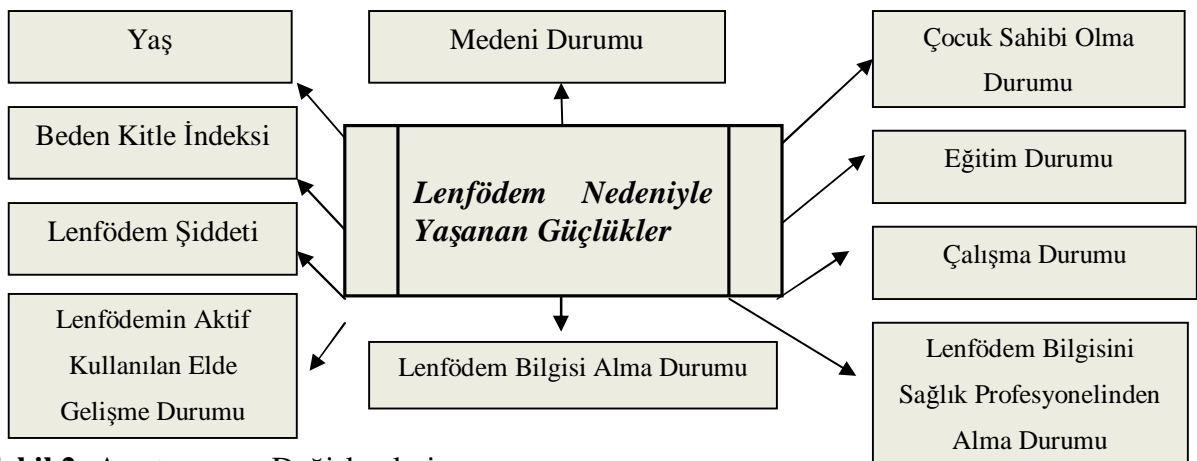 Yaş
Medeni Durumu
Çocuk Sahibi Olma
Durumu
Beden Kitle İndeksi
Eğitim Durumu
Lenfödem Nedeniyle
Yaşanan Güçlükler
Lenfödem Şiddeti
Çalışma Durumu
Lenfödemin Aktif
Kullanılan Elde
Gelişme Durumu
Lenfödem Bilgisi Alma Durumu
Lenfödem Bilgisini
Sağlık Profesyonelinden
Alma Durumu